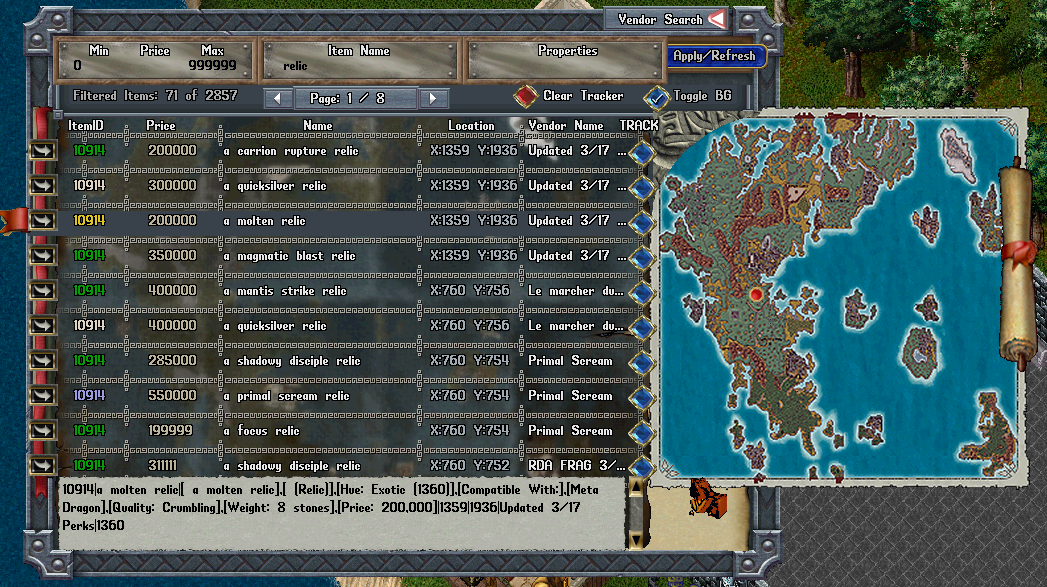 Vendor Search
Min Price Max
0 999999
Item Name
relic
Properties
Apply/Refresh
Filtered Items: 71 of 2857
Page: 1 / 8
Clear Tracker
Toggle BG
ItemID Price Name Location Vendor Name TRACK
10914 200000 a carrion rupture relic X:1359 Y:1936 Updated 3/17 ...
10914 300000 a quicksilver relic X:1359 Y:1936 Updated 3/17 ...
10914 200000 a molten relic X:1359 Y:1936 Updated 3/17 ...
10914 350000 a magmatic blast relic X:1359 Y:1936 Updated 3/17 ...
10914 400000 a mantis strike relic X:760 Y:756 Le marcher du...
10914 400000 a quicksilver relic X:760 Y:756 Le marcher du...
10914 285000 a shadowy disciple relic X:760 Y:754 Primal Scream
10914 550000 a primal scream relic X:760 Y:754 Primal Scream
10914 199999 a focus relic X:760 Y:754 Primal Scream
10914 311111 a shadowy disciple relic X:760 Y:752 RDA FRAG 3/...
10914|a molten relic|[ a molten relic],[ (Relic)],[Hue: Exotic (1360)],[Compatible With:],[Meta
Dragon],[Quality: Crumbling],[Weight: 8 stones],[Price: 200,000]|1359|1936|Updated 3/17
Perks|1360